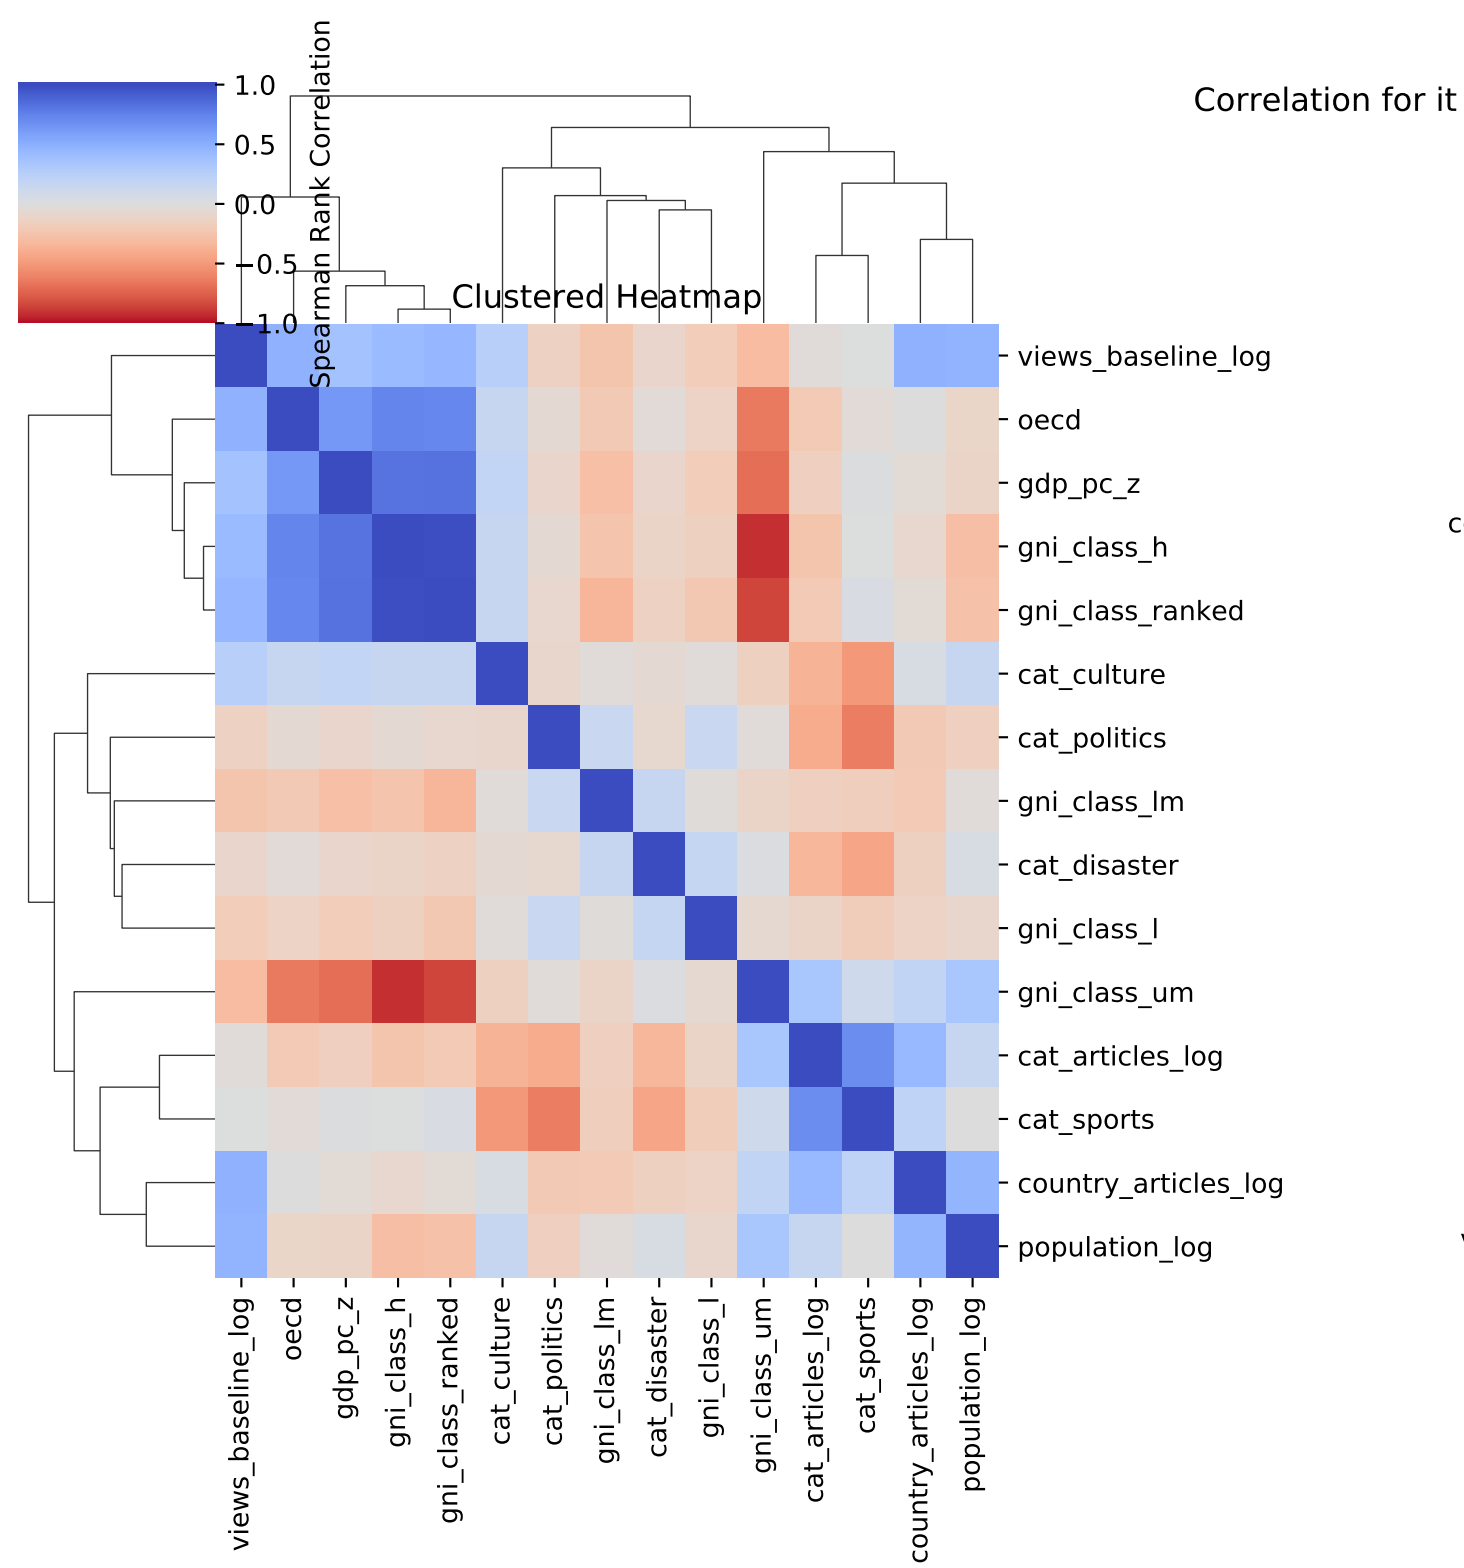 Correlation for it
1.0
0.5
0.0
−0.5
−1.0
Spearman Rank Correlation
Clustered Heatmap
views_baseline_log
oecd
gdp_pc_z
gni_class_h
gni_class_ranked
cat_culture
cat_politics
gni_class_lm
cat_disaster
gni_class_l
gni_class_um
cat_articles_log
cat_sports
country_articles_log
population_log
views_baseline_log
oecd
gdp_pc_z
gni_class_h
gni_class_ranked
cat_culture
cat_politics
gni_class_lm
cat_disaster
gni_class_l
gni_class_um
cat_articles_log
cat_sports
country_articles_log
population_log